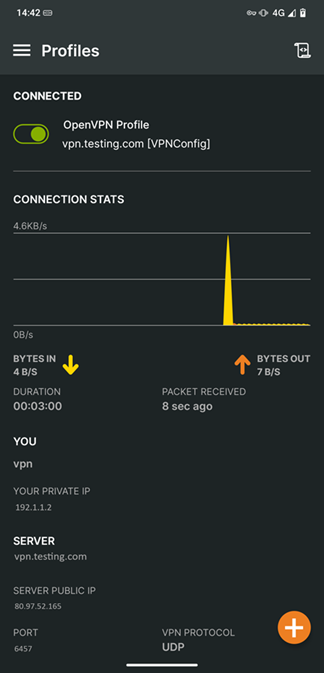 14:42 4G
Profiles
CONNECTED
OpenVPN Profile
vpn.testing.com [VPNConfig]
CONNECTION STATS
4.6KB/s
0B/s
BYTES IN
4 B/S
BYTES OUT
7 B/S
DURATION
00:03:00
PACKET RECEIVED
8 sec ago
YOU
vpn
YOUR PRIVATE IP
192.1.1.2
SERVER
vpn.testing.com
SERVER PUBLIC IP
80.97.52.165
PORT
6457
VPN PROTOCOL
UDP